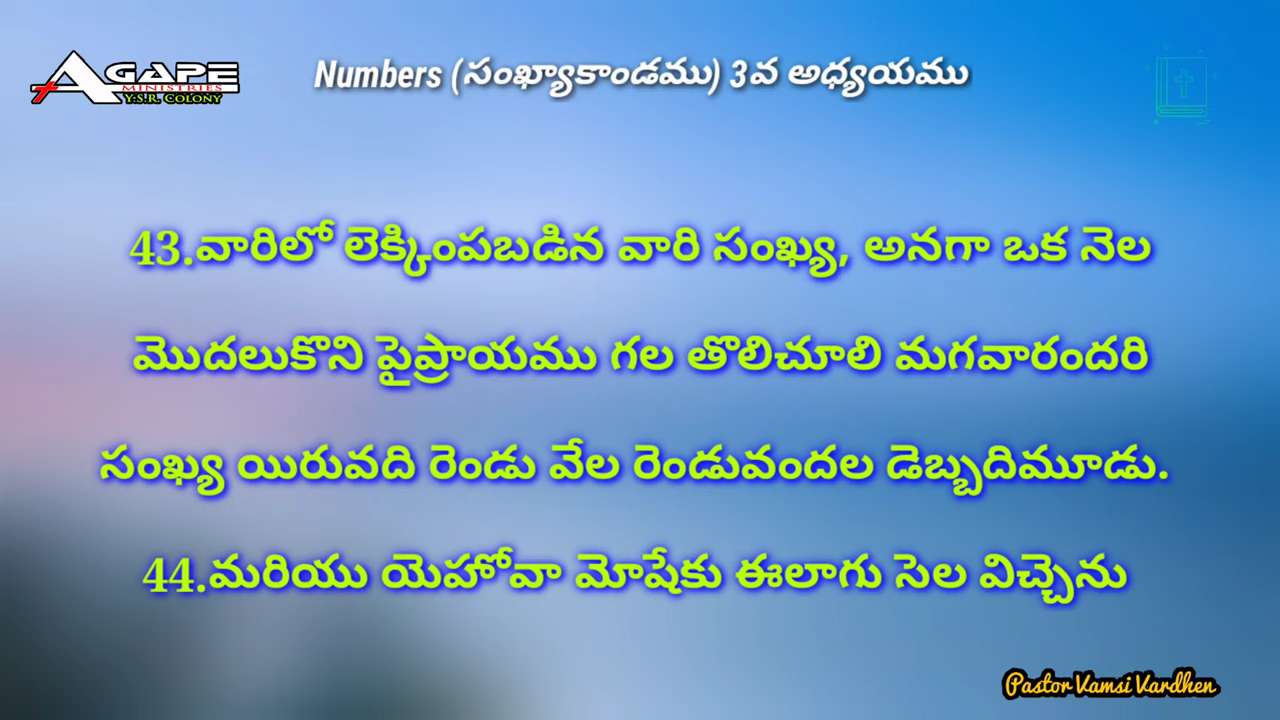 AGAPE
MINISTRIES
Y.S.R. COLONY
Numbers (సంఖ్యాకాండము) 3వ అధ్యయము
43.వారిలో లెక్కింపబడిన వారి సంఖ్య, అనగా ఒక నెల
మొదలుకొని పైప్రాయము గల తొలిచూలి మగవారందరి
సంఖ్య యిరువది రెండు వేల రెండువందల డెబ్బదిమూడు.
44.మరియు యెహోవా మోషేకు ఈలాగు సెల విచ్చెను
Pastor Vamsi Vardhen